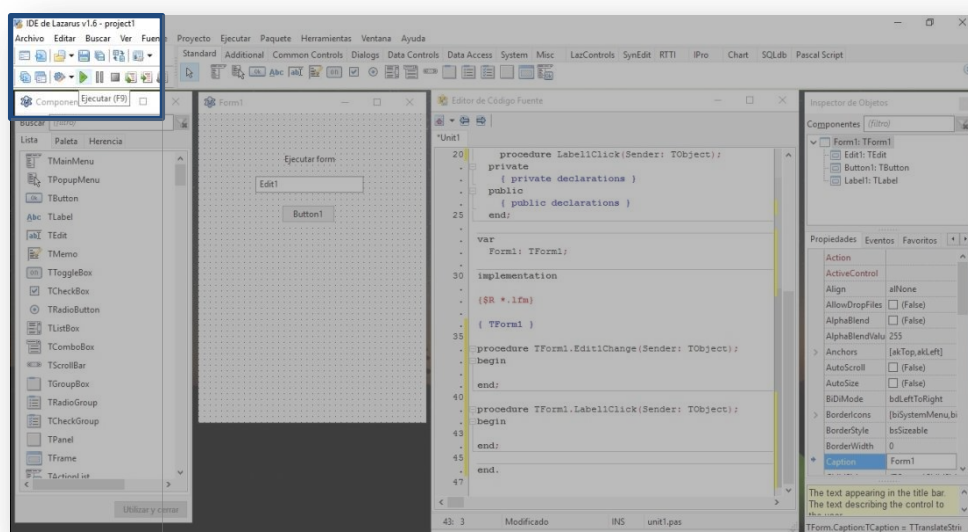 IDE de Lazarus v1.6 - project1
Archivo Editar Buscar Ver Fuente Proyecto Ejecutar Paquete Herramientas Ventana Ayuda
Standard Additional Common Controls Dialogs Data Controls Data Access System Misc LazControls SynEdit RTTI IPro Chart SQLdb Pascal Script
Ejecutar (F9)
Componen
Buscar (filtro)
Lista Paleta Herencia
TMainMenu
TPopupMenu
TButton
TLabel
TEdit
TMemo
TToggleBox
TCheckBox
TRadioButton
TListBox
TComboBox
TScrollBar
TGroupBox
TRadioGroup
TCheckGroup
TPanel
TFrame
TActionList
Utilizar y cerrar
Form1
Ejecutar form
Edit1
Button1
Editor de Código Fuente
*Unit1
20 procedure Label1Click(Sender: TObject);
private
{ private declarations }
public
{ public declarations }
25 end;
var
Form1: TForm1;
30 implementation
{$R *.lfm}
{ TForm1 }
35
procedure TForm1.Edit1Change(Sender: TObject);
begin
end;
40
procedure TForm1.Label1Click(Sender: TObject);
begin
43
end;
45
end.
47
43: 3 Modificado INS unit1.pas
Inspector de Objetos
Componentes (filtro)
Form1: TForm1
Edit1: TEdit
Button1: TButton
Label1: TLabel
Propiedades Eventos Favoritos
Action
ActiveControl
Align alNone
AllowDropFiles (False)
AlphaBlend (False)
AlphaBlendValu 255
Anchors [akTop,akLeft]
AutoScroll (False)
AutoSize (False)
BiDiMode bdLeftToRight
BorderIcons [biSystemMenu,bi
BorderStyle bsSizeable
BorderWidth 0
Caption Form1
The text appearing in the title bar.
The text describing the control to
the user
TForm.Caption:TCaption = TTranslateStri